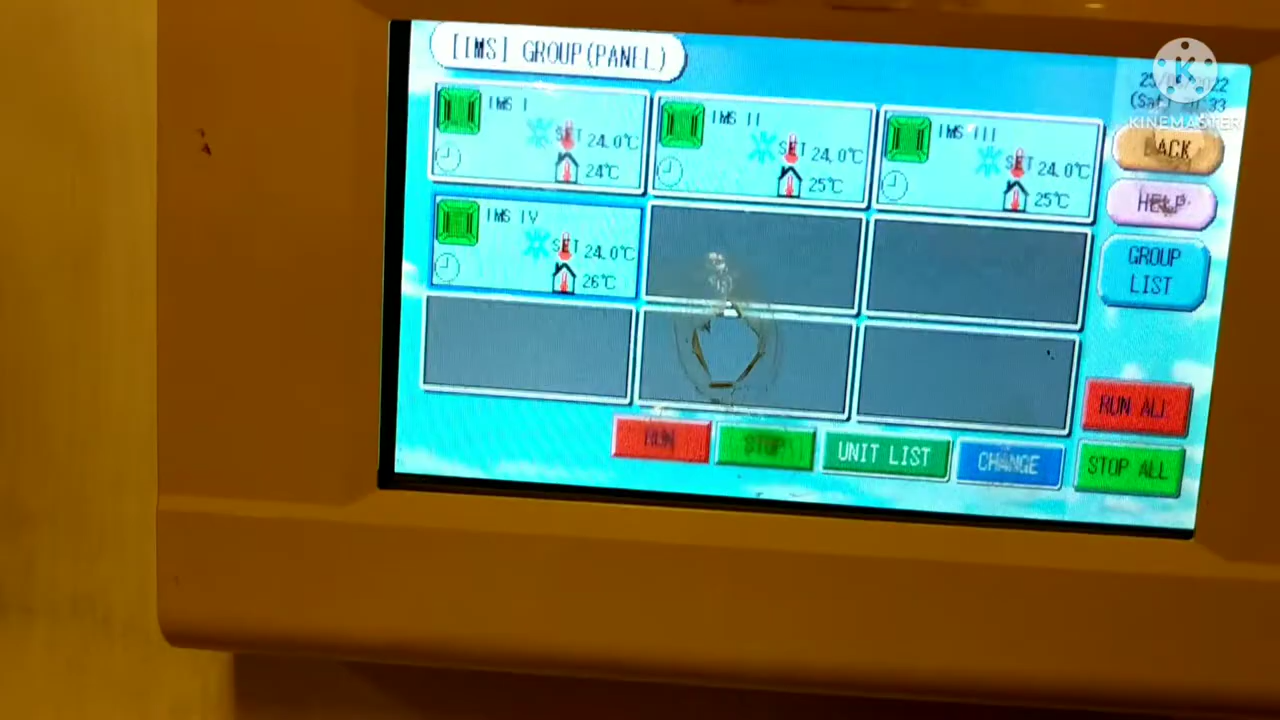 [IMS] GROUP(PANEL)
IMS I
SET 24.0℃
24℃
IMS II
SET 24.0℃
25℃
IMS III
SET 24.0℃
25℃
IMS IV
SET 24.0℃
26℃
KINEMASTER
BACK
HELP
GROUP
LIST
RUN ALL
STOP ALL
RUN
STOP
UNIT LIST
CHANGE